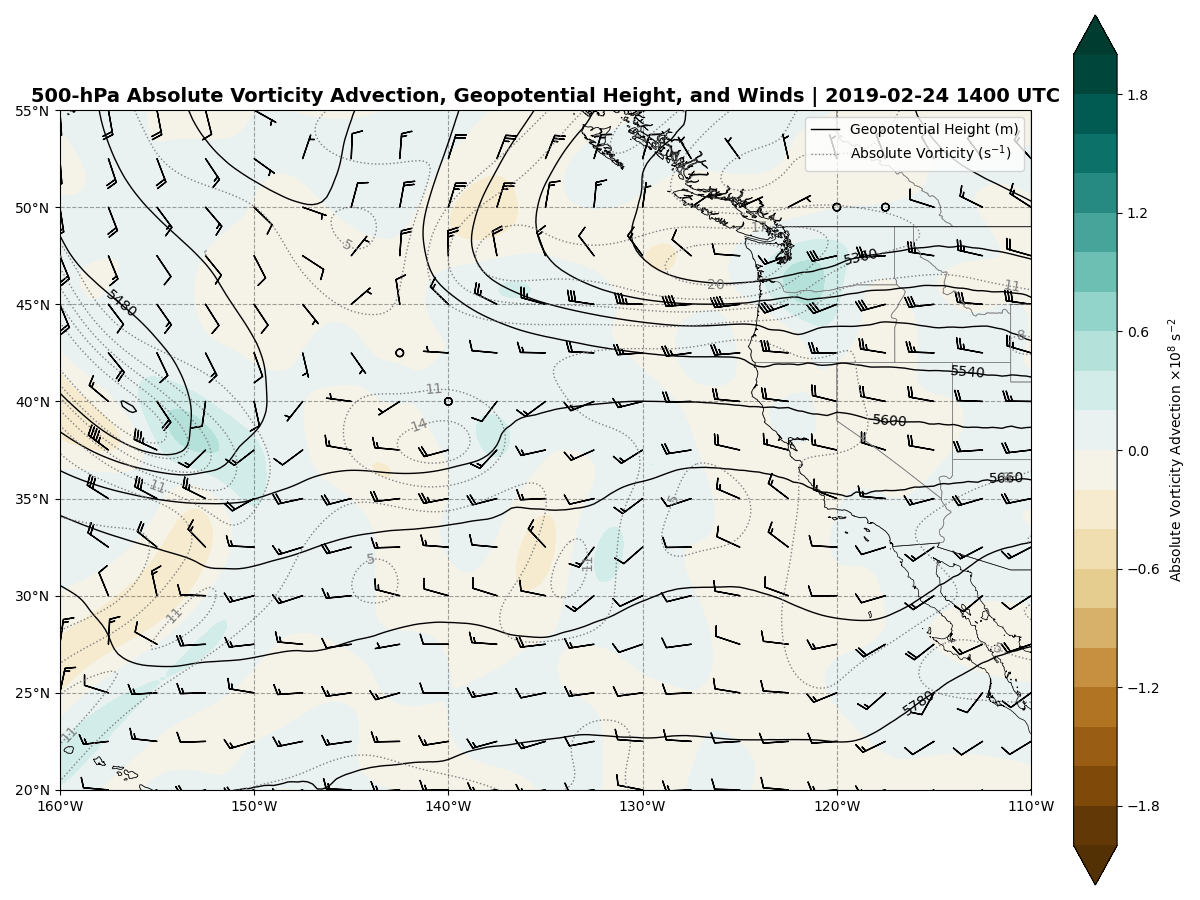 500-hPa Absolute Vorticity Advection, Geopotential Height, and Winds | 2019-02-24 1400 UTC
55°N
50°N
45°N
40°N
35°N
30°N
25°N
20°N
160°W
150°W
140°W
130°W
120°W
110°W
Geopotential Height (m)
Absolute Vorticity (s⁻¹)
5480
5360
5540
5600
5660
5780
5
20
11
8
11
14
11
5
5
11
11
11
1.8
1.2
0.6
0.0
−0.6
−1.2
−1.8
Absolute Vorticity Advection ×10⁸ s⁻²